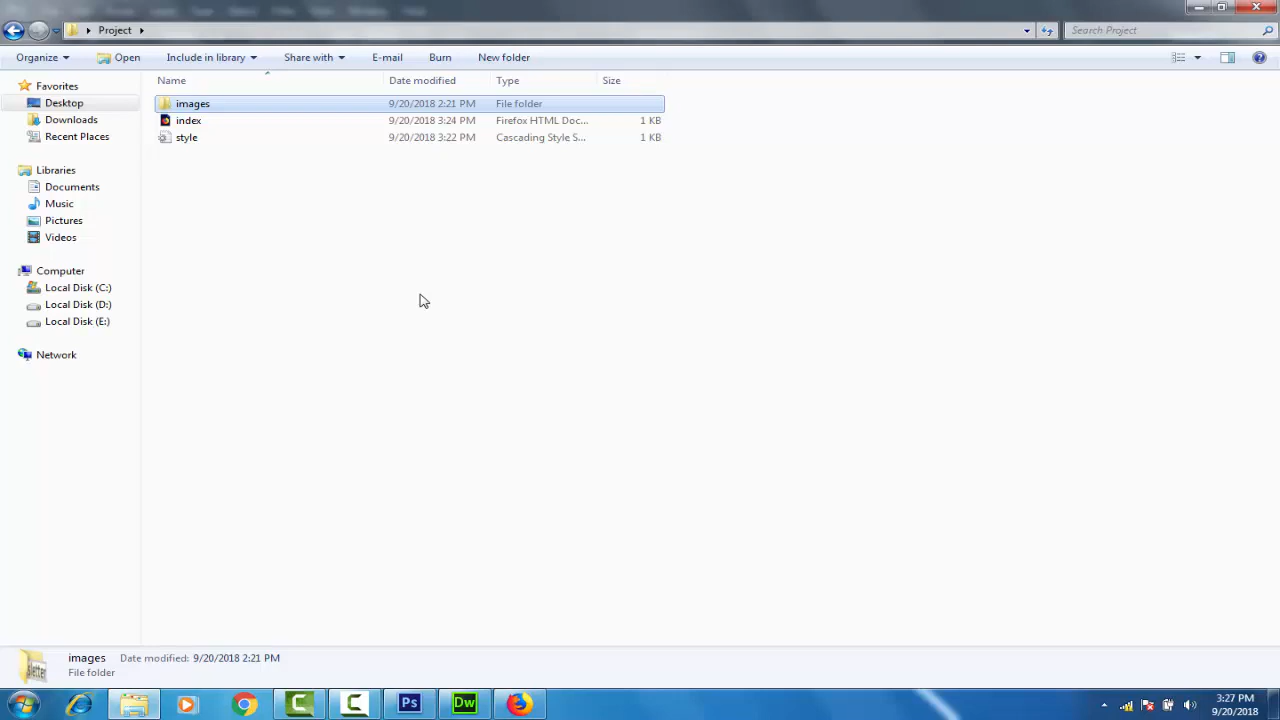 Project
Search Project
Organize Open Include in library Share with E-mail Burn New folder
Name Date modified Type Size
Favorites
Desktop
Downloads
Recent Places
Libraries
Documents
Music
Pictures
Videos
Computer
Local Disk (C:)
Local Disk (D:)
Local Disk (E:)
Network
images 9/20/2018 2:21 PM File folder
index 9/20/2018 3:24 PM Firefox HTML Doc... 1 KB
style 9/20/2018 3:22 PM Cascading Style S... 1 KB
images Date modified: 9/20/2018 2:21 PM
File folder
Ps
Dw
3:27 PM
9/20/2018